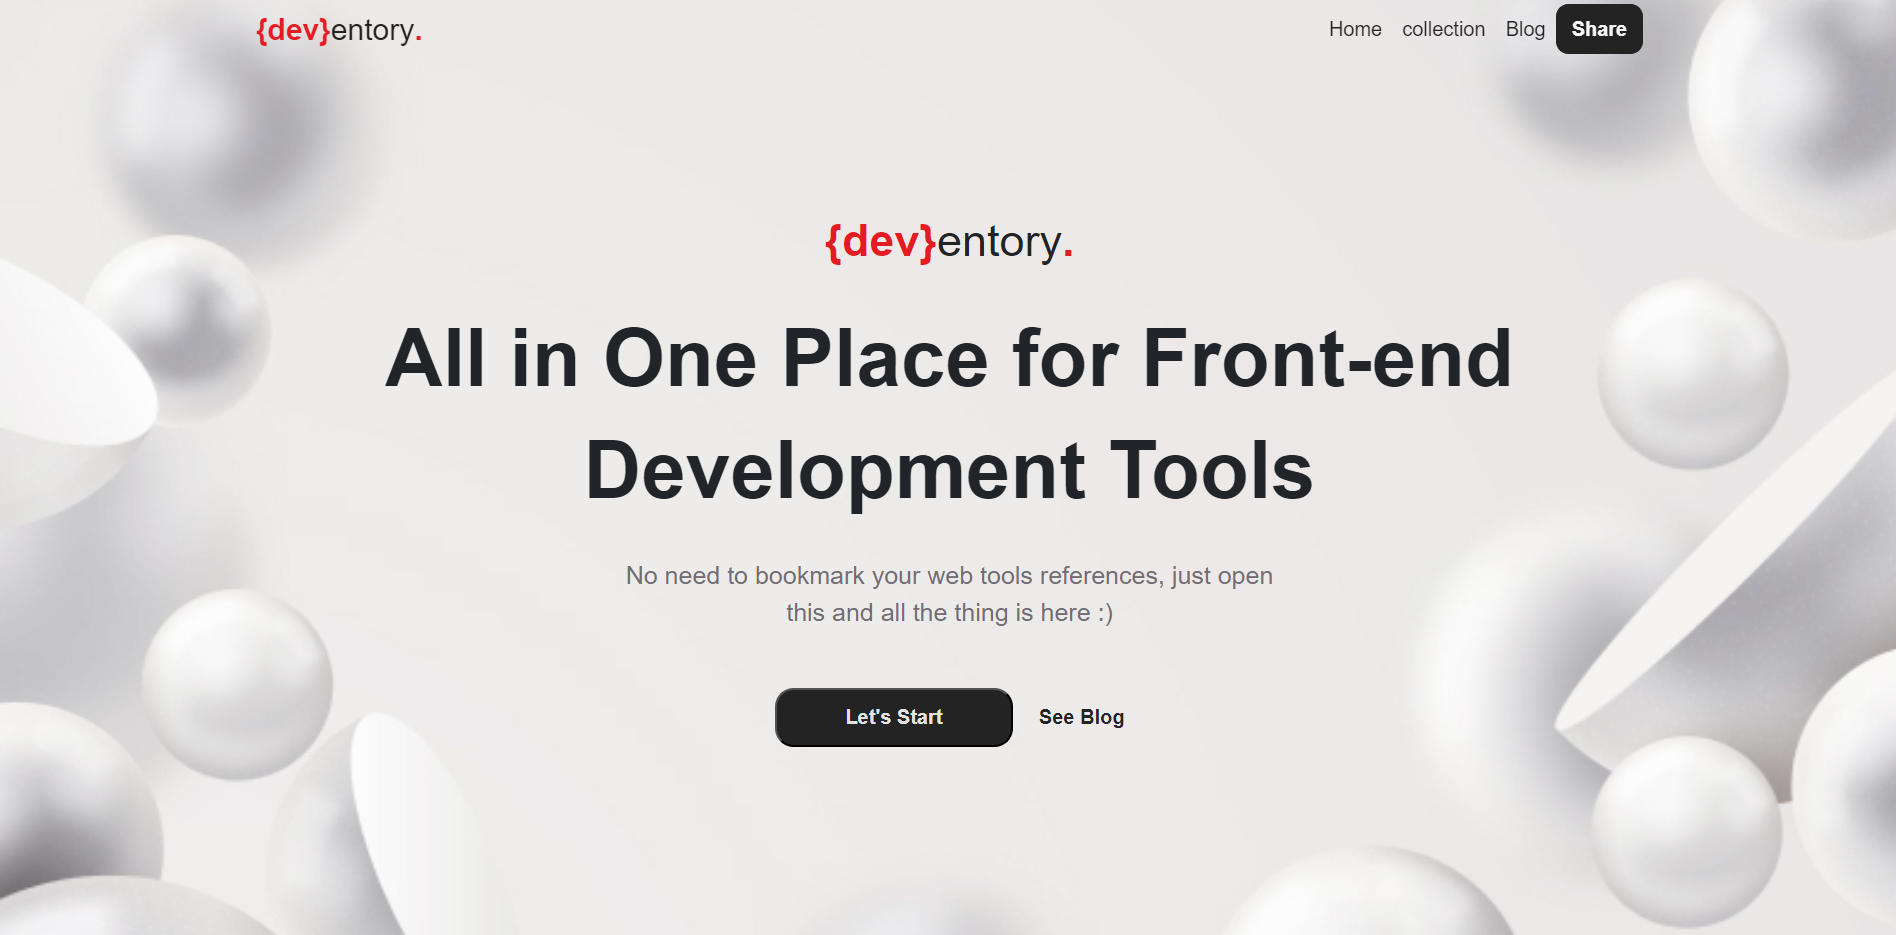 {dev}entory.
Home collection Blog Share
{dev}entory.
All in One Place for Front-end
Development Tools
No need to bookmark your web tools references, just open
this and all the thing is here :)
Let's Start See Blog